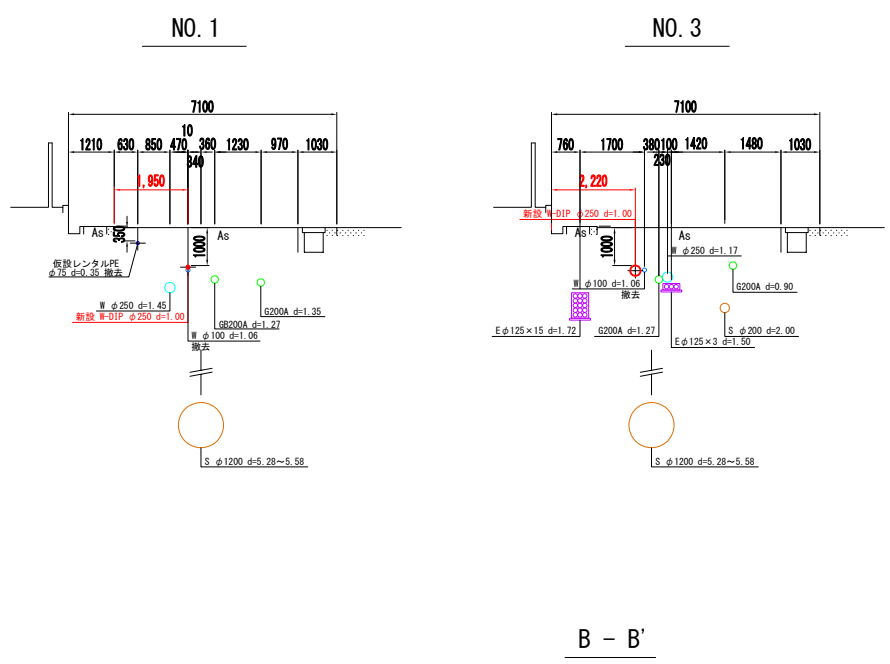 NO. 1
7100
10
1210 630 850 470 360 1230 970 1030
340
1,950
As 350 1000 As
仮設レンタルPE
φ75 d=0.35 撤去
W φ250 d=1.45
新設 W-DIP φ250 d=1.00
G200A d=1.35
GB200A d=1.27
W φ100 d=1.06
撤去
S φ1200 d=5.28～5.58
NO. 3
7100
760 1700 380 100 1420 1480 1030
230
2,220
新設 W-DIP φ250 d=1.00
As 1000 As
W φ250 d=1.17
W φ100 d=1.06
撤去
G200A d=0.90
E φ125×15 d=1.72
G200A d=1.27
S φ200 d=2.00
E φ125×3 d=1.50
S φ1200 d=5.28～5.58
B - B'